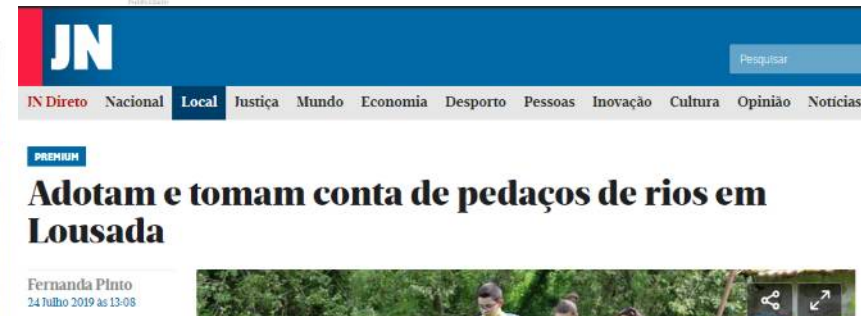 Publicidade
JN
Pesquisar
JN Direto Nacional Local Justiça Mundo Economia Desporto Pessoas Inovação Cultura Opinião Notícias
PREMIUM
Adotam e tomam conta de pedaços de rios em
Lousada
Fernanda Pinto
24 Julho 2019 às 13:08